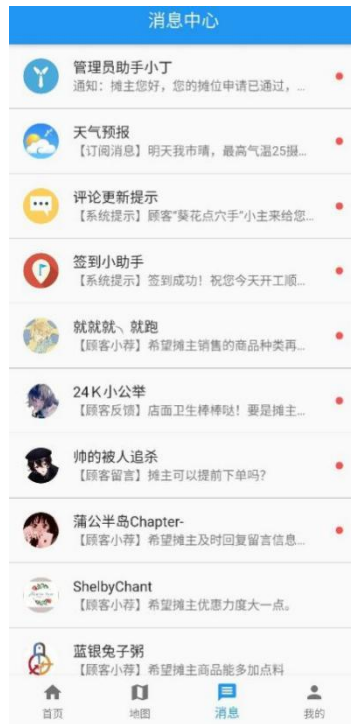 消息中心
管理员助手小丁
通知：摊主您好，您的摊位申请已通过，...
天气预报
【订阅消息】明天我市晴，最高气温25摄...
评论更新提示
【系统提示】顾客“葵花点穴手”小主来给您...
签到小助手
【系统提示】签到成功！祝您今天开工顺...
就就就╮就跑
【顾客小荐】希望摊主销售的商品种类再...
24K小公举
【顾客反馈】店面卫生棒棒哒！要是摊主...
帅的被人追杀
【顾客留言】摊主可以提前下单吗？
蒲公半岛Chapter-
【顾客小荐】希望摊主及时回复留言信息...
ShelbyChant
【顾客小荐】希望摊主优惠力度大一点。
蓝银兔子粥
【顾客小荐】希望摊主商品能多加点料
首页 地图 消息 我的